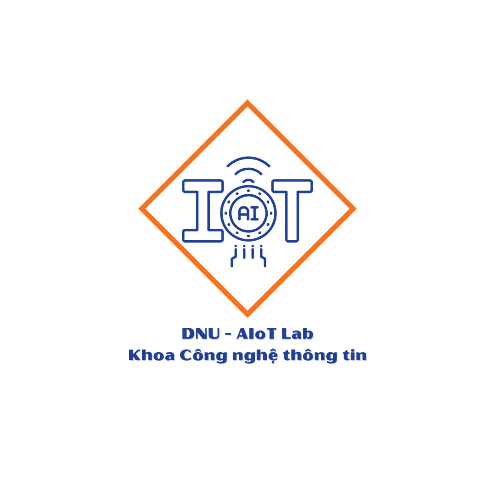 IoT
AI
DNU - AIoT Lab
Khoa Công nghệ thông tin